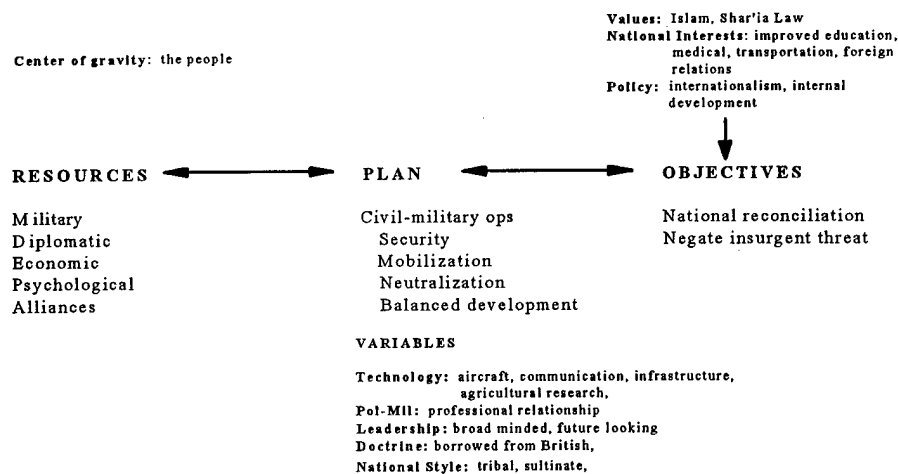 Values: Islam, Shar'ia Law
National Interests: improved education,
medical, transportation, foreign
relations
Policy: internationalism, internal
development
Center of gravity: the people
RESOURCES
Military
Diplomatic
Economic
Psychological
Alliances
PLAN
Civil-military ops
Security
Mobilization
Neutralization
Balanced development
OBJECTIVES
National reconciliation
Negate insurgent threat
VARIABLES
Technology: aircraft, communication, infrastructure,
agricultural research,
Pol-Mil: professional relationship
Leadership: broad minded, future looking
Doctrine: borrowed from British,
National Style: tribal, sultinate,